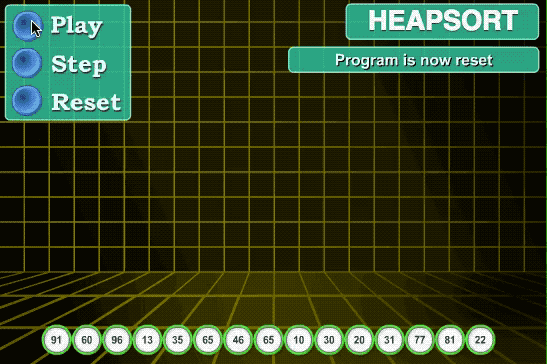 Play
Step
Reset
HEAPSORT
Program is now reset
91 60 96 13 35 65 46 65 10 30 20 31 77 81 22